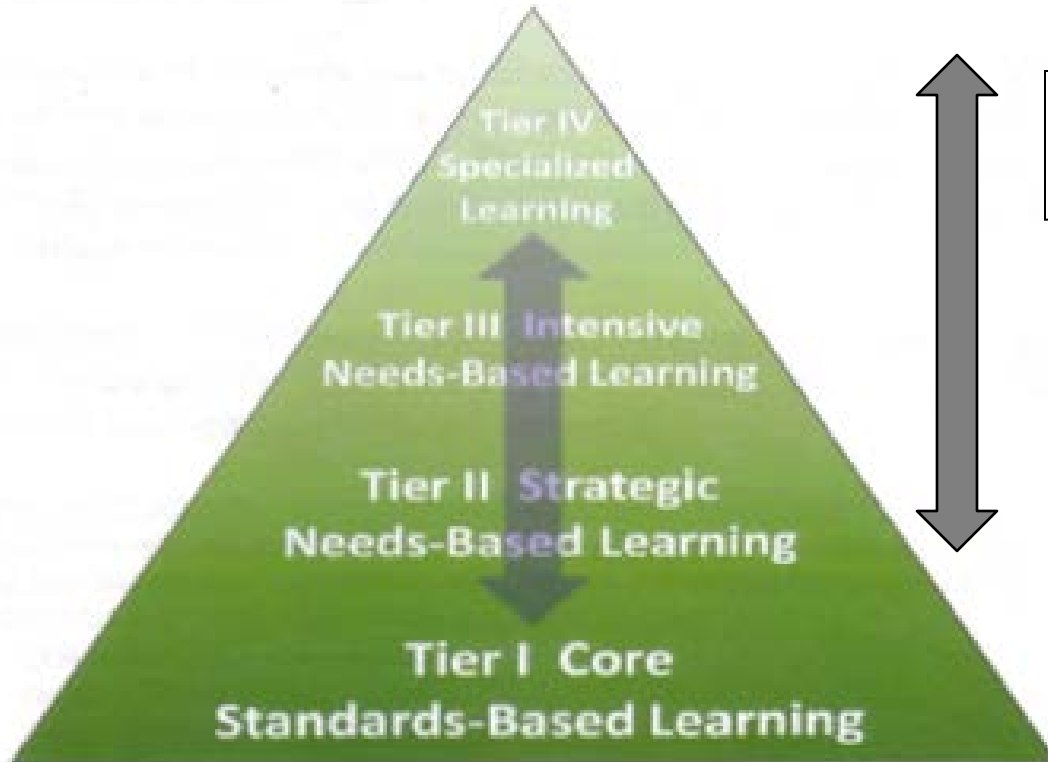 Tier IV
Specialized
Learning
Tier III Intensive
Needs-Based Learning
Tier II Strategic
Needs-Based Learning
Tier I Core
Standards-Based Learning